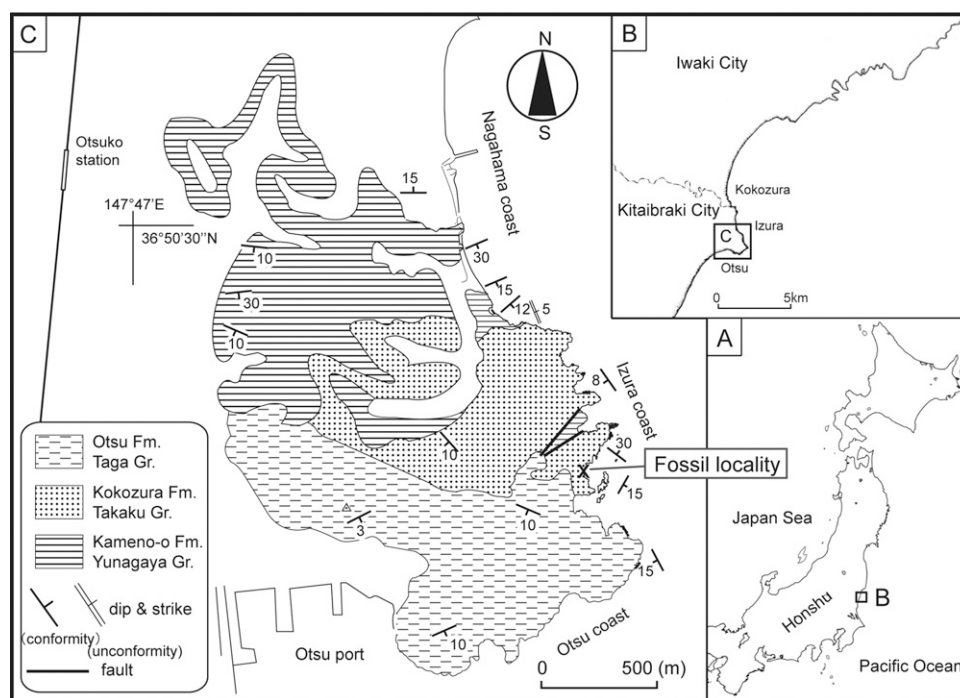 C
N
S
Nagahama coast
Otsuko
station
147°47'E
36°50'30''N
15
10
30
10
30
15
12
5
8
Izura coast
30
10
15
Fossil locality
10
3
15
10
Otsu coast
Otsu port
0 500 (m)
Otsu Fm.
Taga Gr.
Kokozura Fm.
Takaku Gr.
Kameno-o Fm.
Yunagaya Gr.
dip & strike
(conformity)
(unconformity)
fault
B
Iwaki City
Kokozura
Kitaibraki City
Izura
C
Otsu
0 5km
A
Japan Sea
Honshu
B
Pacific Ocean